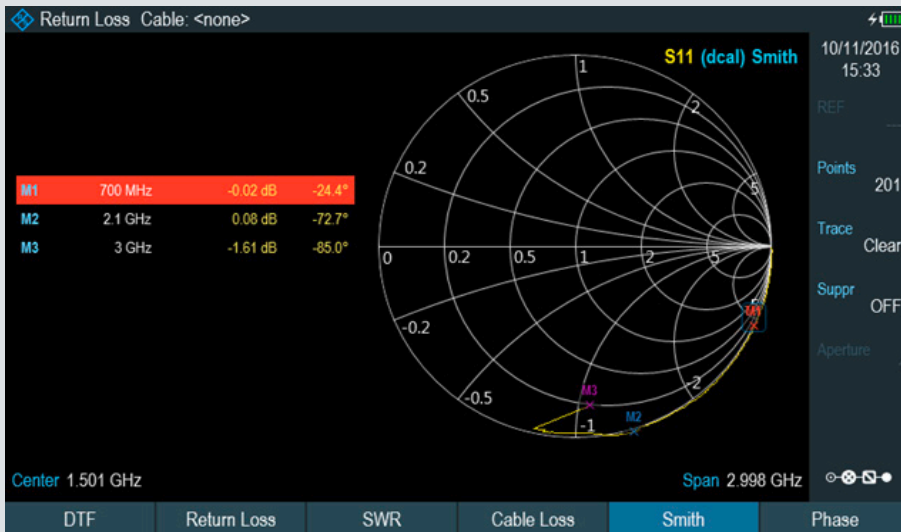 Return Loss Cable: <none>
10/11/2016
15:33
S11 (dcal) Smith
REF
Points
201
Trace
Clear
Suppr
OFF
Aperture
M1 700 MHz -0.02 dB -24.4°
M2 2.1 GHz 0.08 dB -72.7°
M3 3 GHz -1.61 dB -85.0°
1
0.5
2
0.2
5
0 0.2 0.5 1 2 5
-0.2
M1
-0.5
-2
M3
M2
-1
Center 1.501 GHz
Span 2.998 GHz
DTF Return Loss SWR Cable Loss Smith Phase